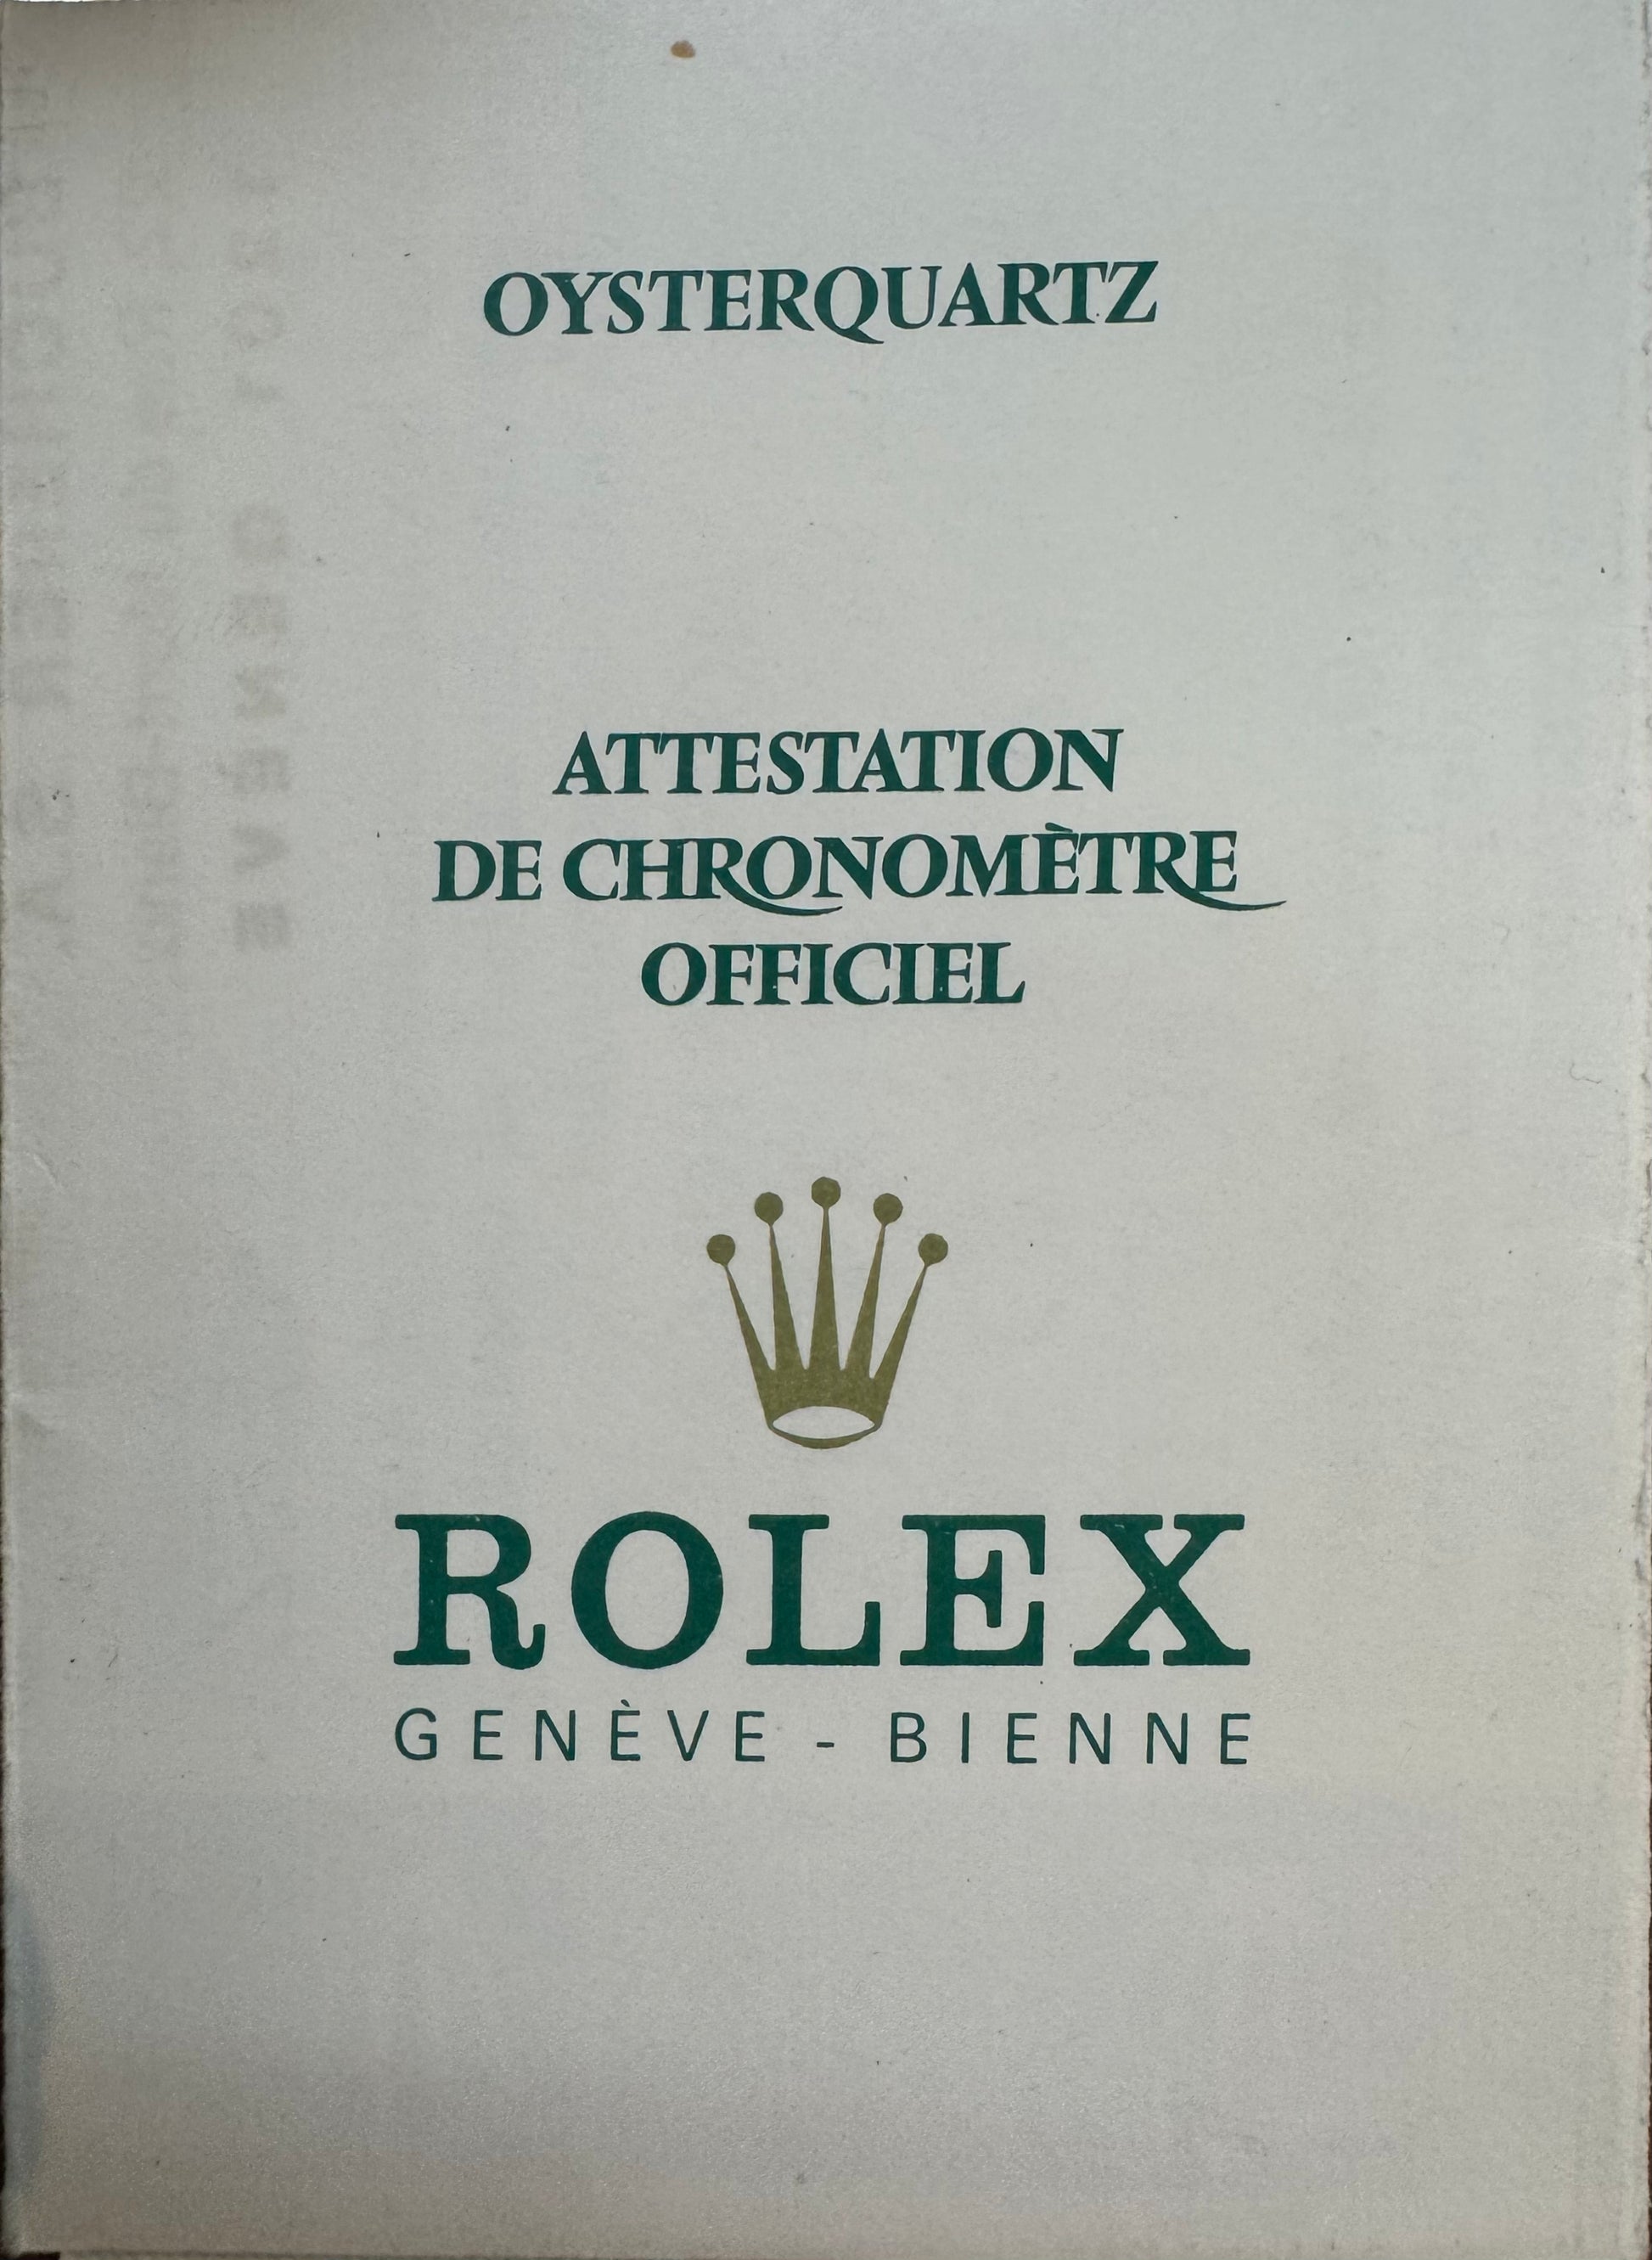 OYSTERQUARTZ
ATTESTATION
DE CHRONOMÈTRE
OFFICIEL
ROLEX
GENÈVE - BIENNE